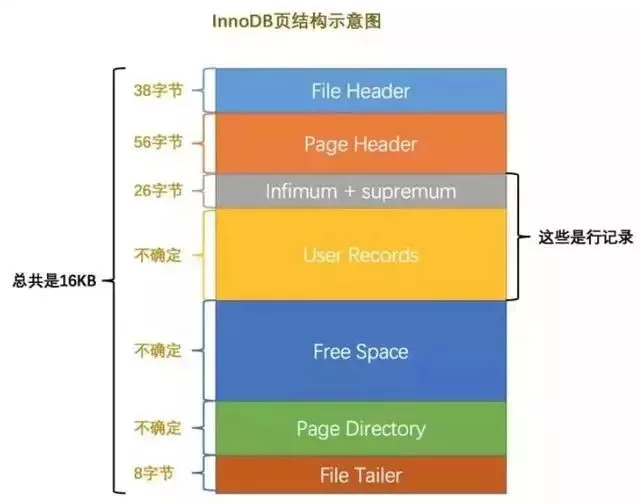 InnoDB页结构示意图
38字节
File Header
56字节
Page Header
26字节
Infimum + supremum
不确定
User Records
这些是行记录
总共是16KB
不确定
Free Space
不确定
Page Directory
8字节
File Tailer